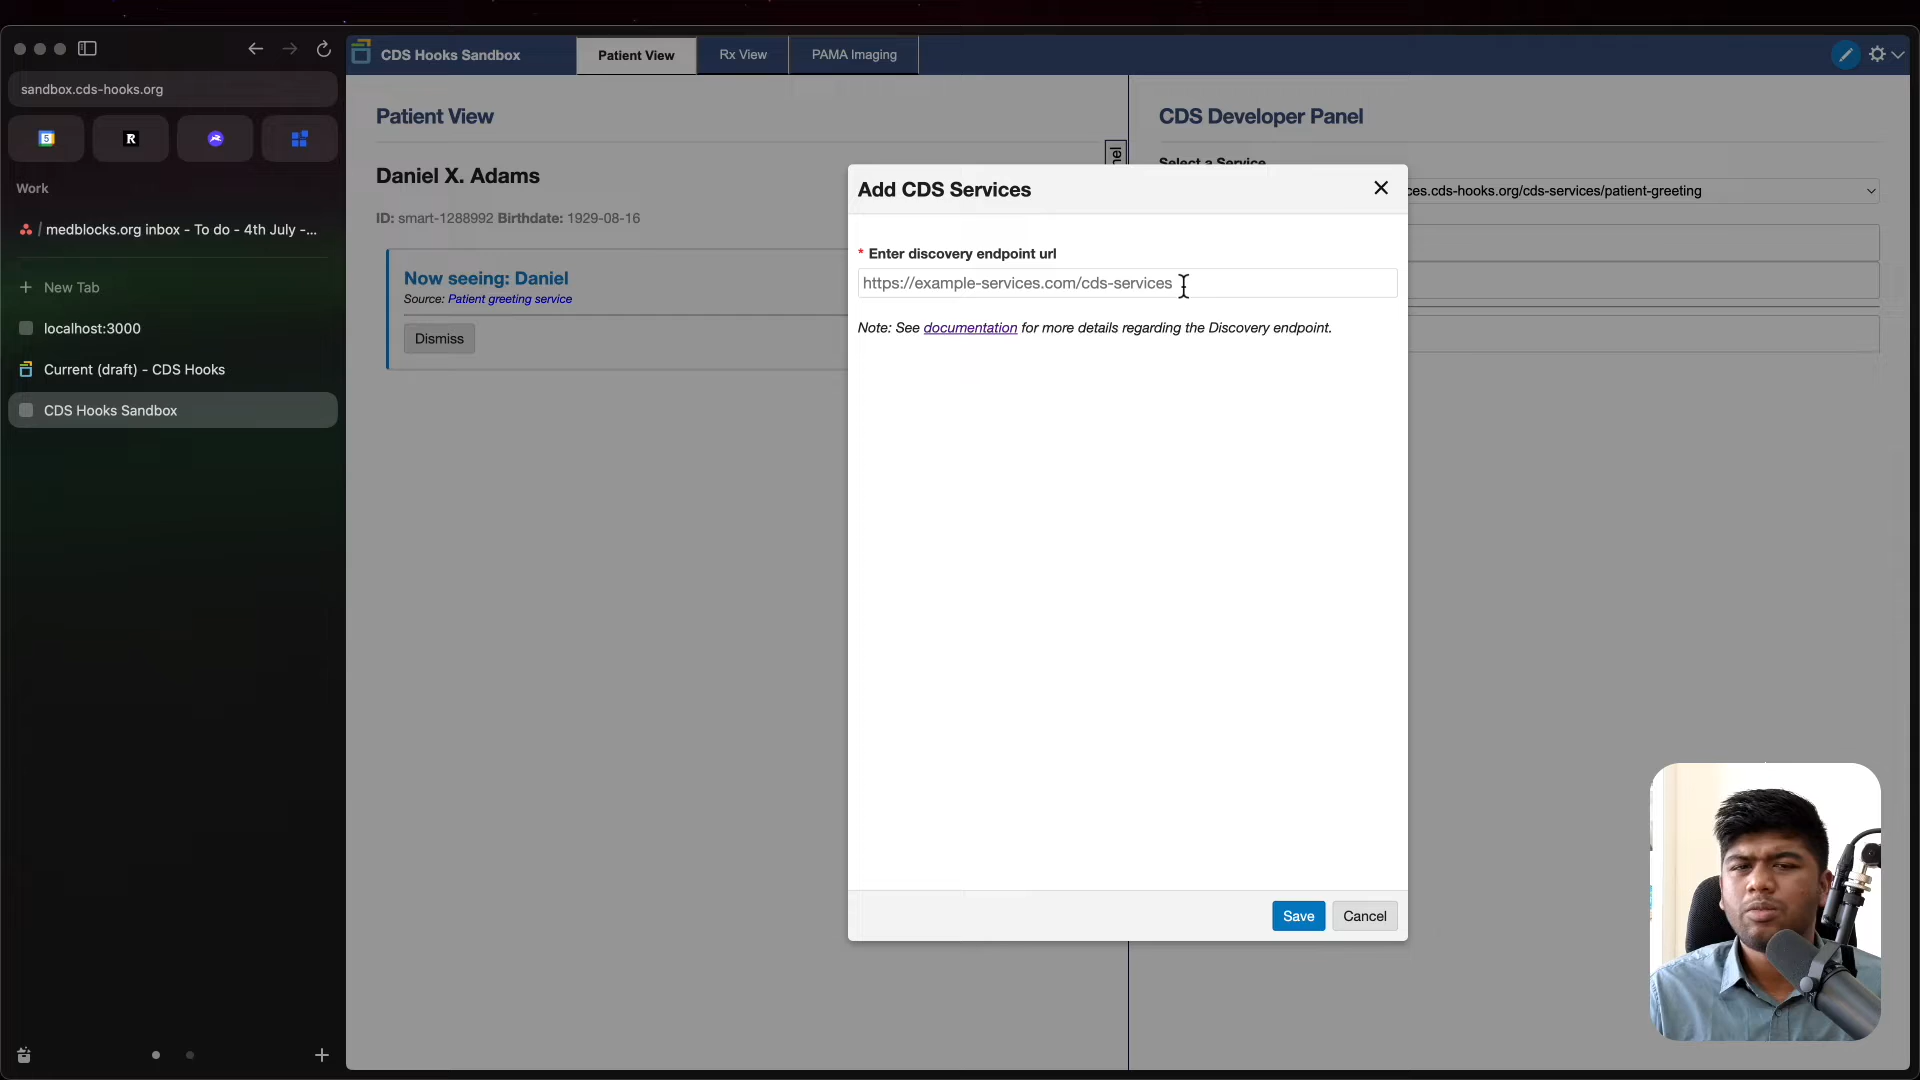 sandbox.cds-hooks.org
Work
/ medblocks.org inbox - To do - 4th July -...
New Tab
localhost:3000
Current (draft) - CDS Hooks
CDS Hooks Sandbox
CDS Hooks Sandbox
Patient View
Rx View
PAMA Imaging
Patient View
Daniel X. Adams
ID: smart-1288992 Birthdate: 1929-08-16
Now seeing: Daniel
Source: Patient greeting service
Dismiss
CDS Developer Panel
Select a Service
ces.cds-hooks.org/cds-services/patient-greeting
Add CDS Services
* Enter discovery endpoint url
https://example-services.com/cds-services
Note: See documentation for more details regarding the Discovery endpoint.
Save
Cancel